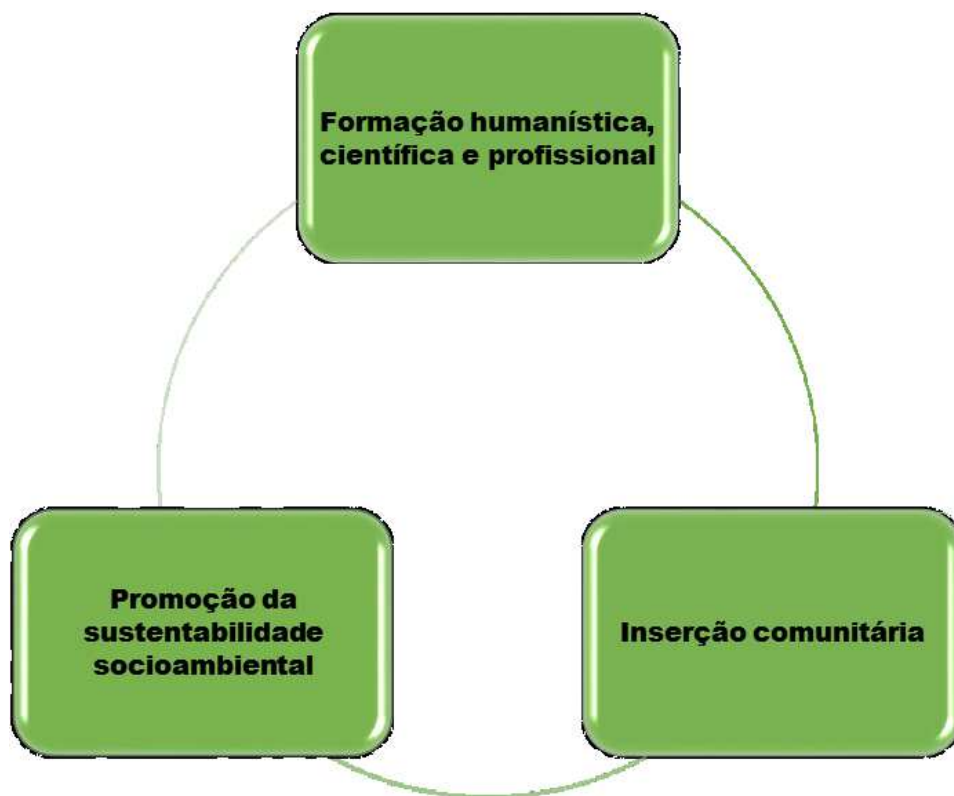 Formação humanística,
científica e profissional
Promoção da
sustentabilidade
socioambiental
Inserção comunitária